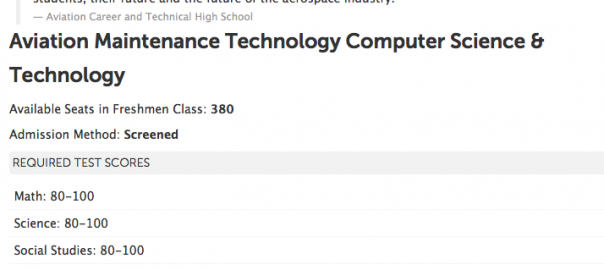 students, their future and the future of the aerospace industry.
— Aviation Career and Technical High School
Aviation Maintenance Technology Computer Science &
Technology
Available Seats in Freshmen Class: 380
Admission Method: Screened
REQUIRED TEST SCORES
Math: 80–100
Science: 80–100
Social Studies: 80–100